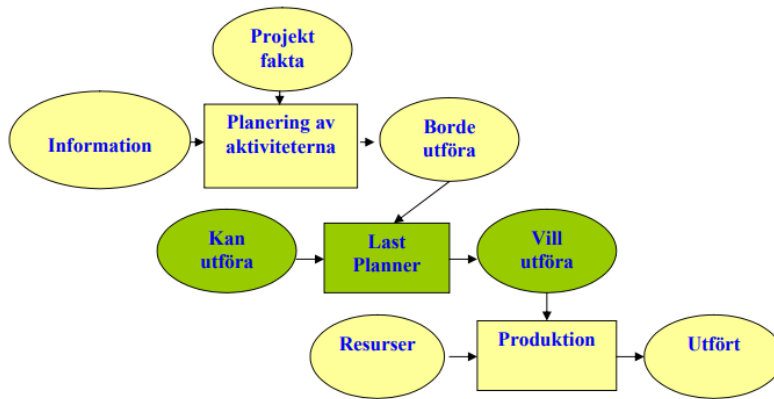 Projekt
fakta
Information
Planering av
aktiviteterna
Borde
utföra
Kan
utföra
Last
Planner
Vill
utföra
Resurser
Produktion
Utfört